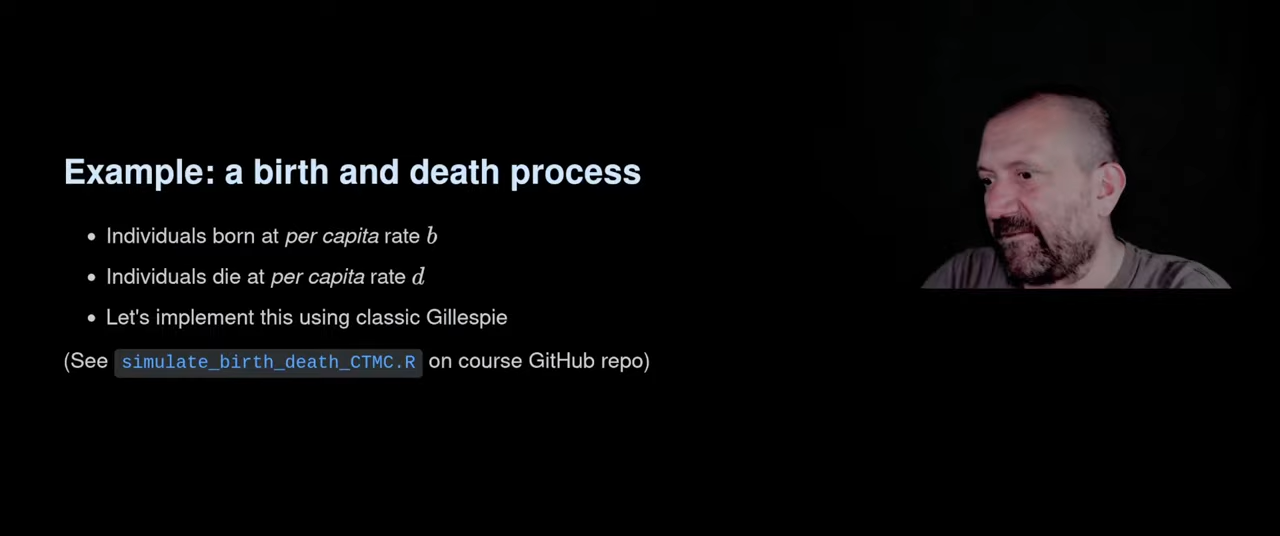 Example: a birth and death process
• Individuals born at per capita rate b
• Individuals die at per capita rate d
• Let's implement this using classic Gillespie
(See simulate_birth_death_CTMC.R on course GitHub repo)